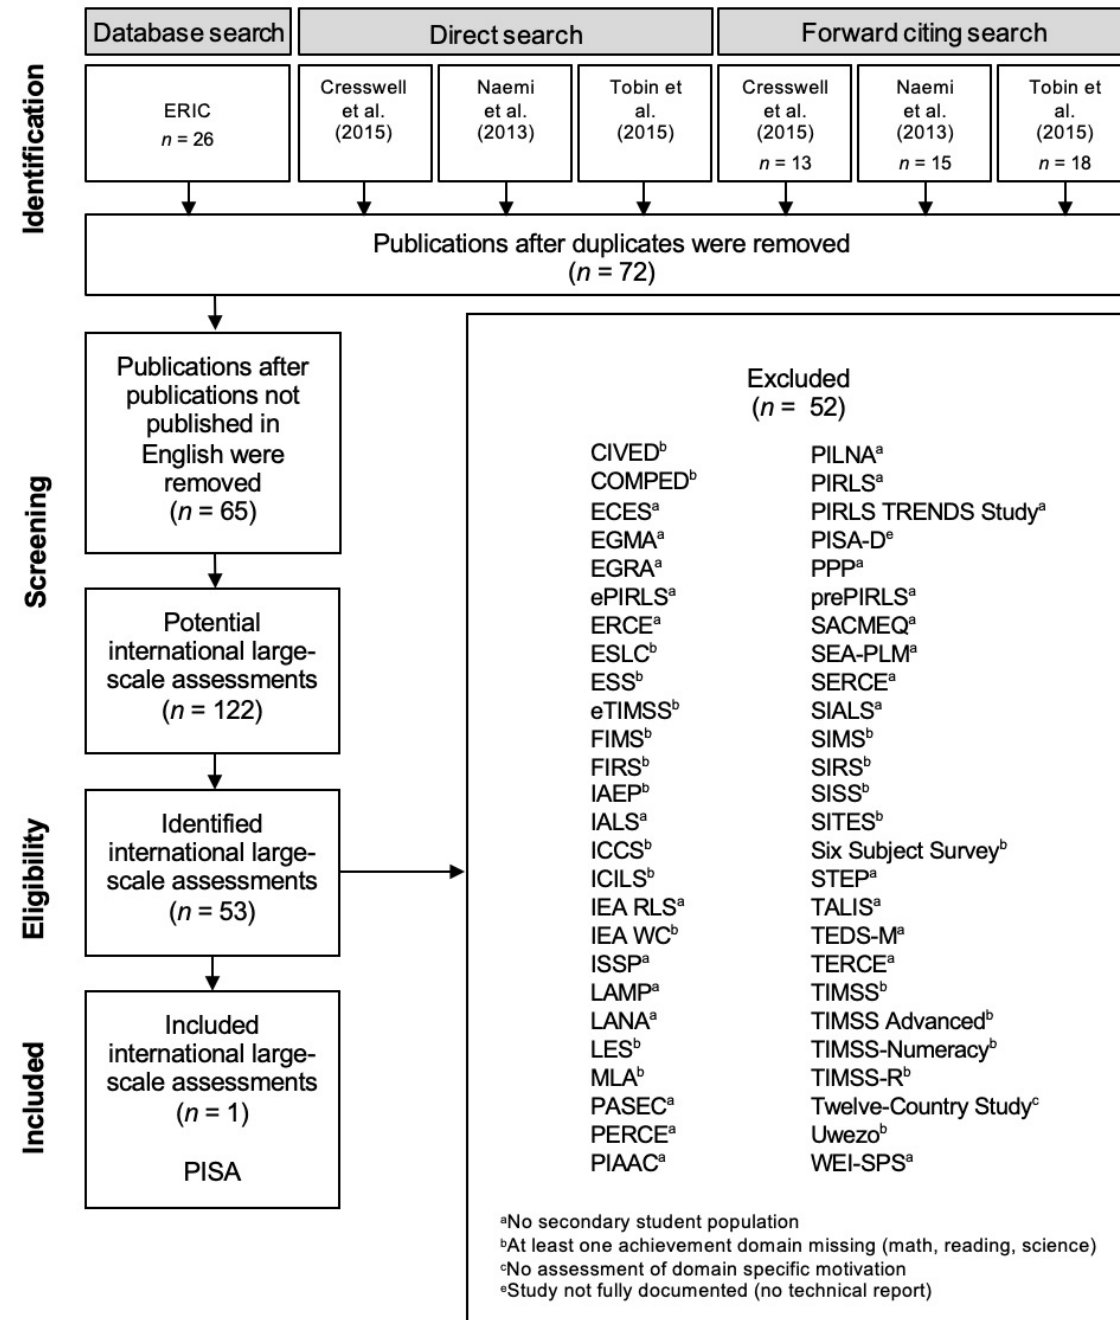 Database search
Direct search
Forward citing search
Identification
ERIC
n = 26
Cresswell
et al.
(2015)
Naemi
et al.
(2013)
Tobin et
al.
(2015)
Cresswell
et al.
(2015)
n = 13
Naemi
et al.
(2013)
n = 15
Tobin et
al.
(2015)
n = 18
Publications after duplicates were removed
(n = 72)
Screening
Publications after
publications not
published in
English were
removed
(n = 65)
Potential
international large-
scale assessments
(n = 122)
Eligibility
Identified
international large-
scale assessments
(n = 53)
Included
Included
international large-
scale assessments
(n = 1)
PISA
Excluded
(n = 52)
CIVEDᵇ
COMPEDᵇ
ECESᵃ
EGMAᵃ
EGRAᵃ
ePIRLSᵃ
ERCEᵃ
ESLCᵇ
ESSᵇ
eTIMSSᵇ
FIMSᵇ
FIRSᵇ
IAEPᵇ
IALSᵃ
ICCSᵇ
ICILSᵇ
IEA RLSᵃ
IEA WCᵇ
ISSPᵃ
LAMPᵃ
LANAᵃ
LESᵇ
MLAᵇ
PASECᵃ
PERCEᵃ
PIAACᵃ
PILNAᵃ
PIRLSᵃ
PIRLS TRENDS Studyᵃ
PISA-Dᵉ
PPPᵃ
prePIRLSᵃ
SACMEQᵃ
SEA-PLMᵃ
SERCEᵃ
SIALSᵃ
SIMSᵇ
SIRSᵇ
SISSᵇ
SITESᵇ
Six Subject Surveyᵇ
STEPᵃ
TALISᵃ
TEDS-Mᵃ
TERCEᵃ
TIMSSᵇ
TIMSS Advancedᵇ
TIMSS-Numeracyᵇ
TIMSS-Rᵇ
Twelve-Country Studyᶜ
Uwezoᵇ
WEI-SPSᵃ
ᵃNo secondary student population
ᵇAt least one achievement domain missing (math, reading, science)
ᶜNo assessment of domain specific motivation
ᵉStudy not fully documented (no technical report)